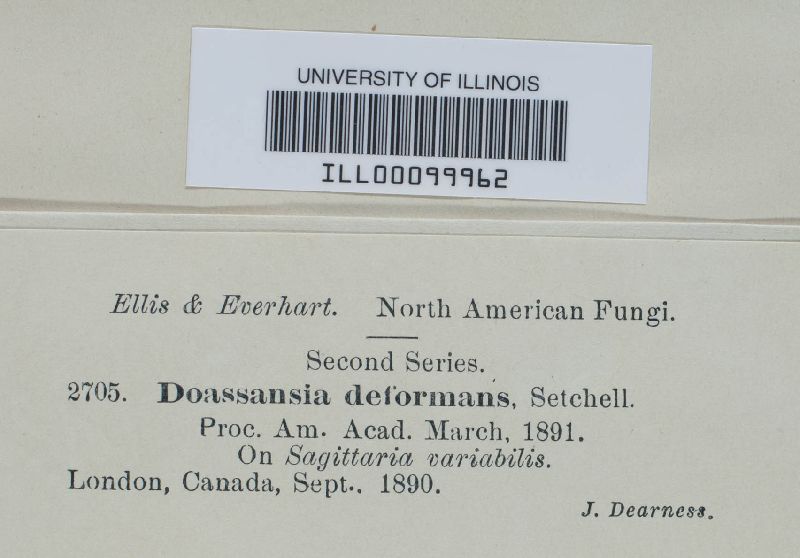 UNIVERSITY OF ILLINOIS
ILL00099962
Ellis & Everhart. North American Fungi.
Second Series.
2705. Doassansia deformans, Setchell.
Proc. Am. Acad. March, 1891.
On Sagittaria variabilis.
London, Canada, Sept., 1890.
J. Dearness.